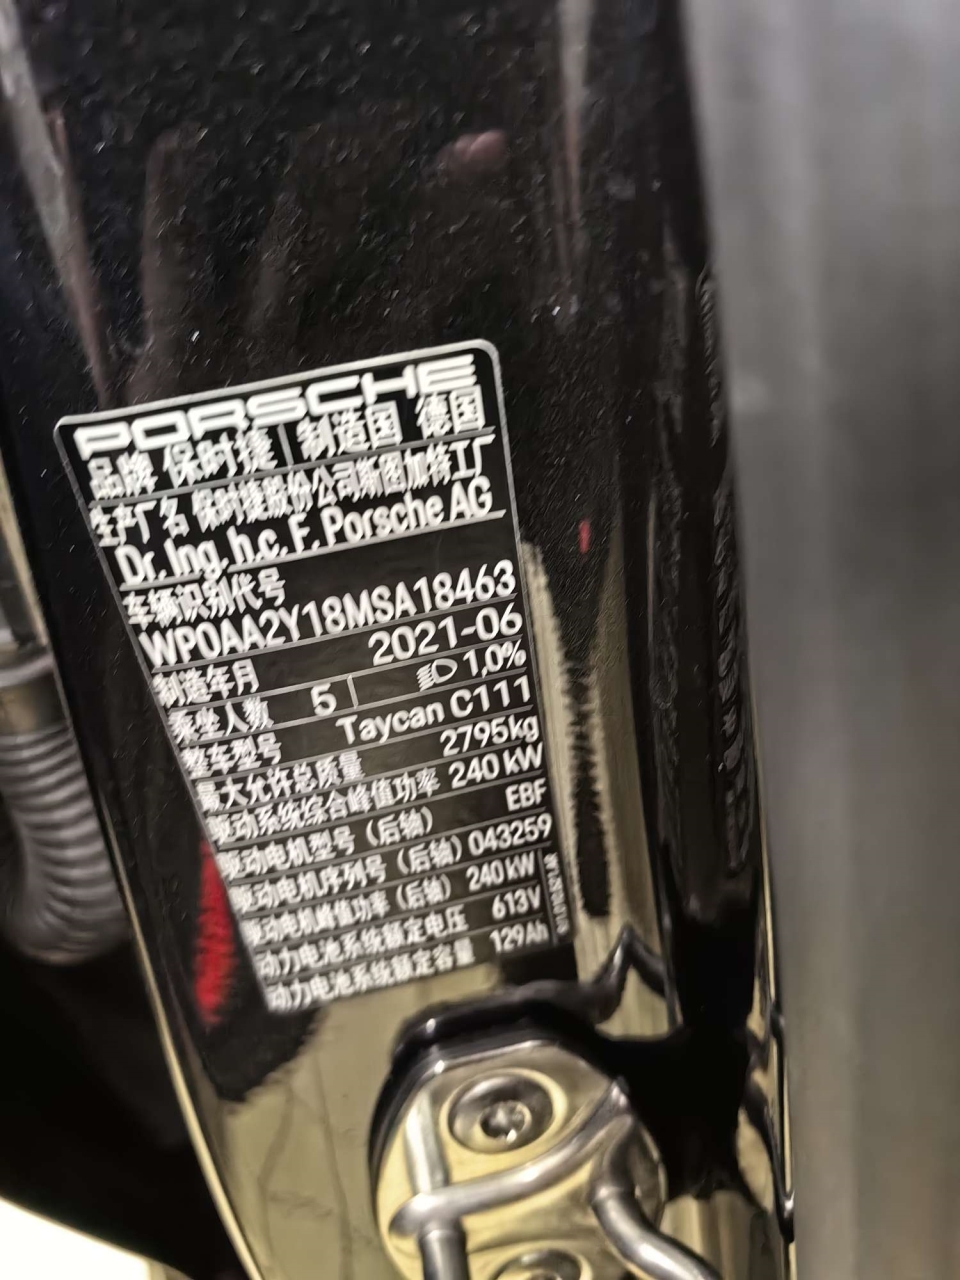 PORSCHE
品牌 保时捷 制造国 德国
生产厂名 保时捷股份公司斯图加特工厂
Dr. Ing. h.c. F. Porsche AG
车辆识别代号
WP0AA2Y18MSA18463
制造年月 2021-06
乘坐人数 5 1,0%
整车型号 Taycan C111
最大允许总质量 2795kg
驱动系统综合峰值功率 240 kW
驱动电机型号（后轴） EBF
驱动电机序列号（后轴） 043259
驱动电机峰值功率（后轴） 240 kW
动力电池系统额定电压 613V
动力电池系统额定容量 129Ah